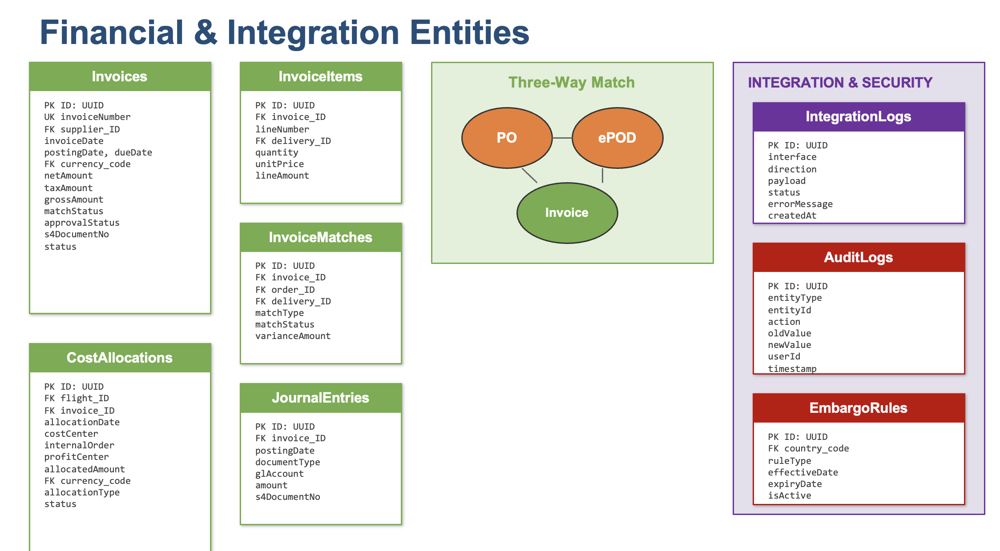 Financial & Integration Entities
Invoices
PK ID: UUID
UK invoiceNumber
FK supplier_ID
invoiceDate
postingDate, dueDate
FK currency_code
netAmount
taxAmount
grossAmount
matchStatus
approvalStatus
s4DocumentNo
status
CostAllocations
PK ID: UUID
FK flight_ID
FK invoice_ID
allocationDate
costCenter
internalOrder
profitCenter
allocatedAmount
FK currency_code
allocationType
status
InvoiceItems
PK ID: UUID
FK invoice_ID
lineNumber
FK delivery_ID
quantity
unitPrice
lineAmount
InvoiceMatches
PK ID: UUID
FK invoice_ID
FK order_ID
FK delivery_ID
matchType
matchStatus
varianceAmount
JournalEntries
PK ID: UUID
FK invoice_ID
postingDate
documentType
glAccount
amount
s4DocumentNo
Three-Way Match
PO
ePOD
Invoice
INTEGRATION & SECURITY
IntegrationLogs
PK ID: UUID
interface
direction
payload
status
errorMessage
createdAt
AuditLogs
PK ID: UUID
entityType
entityId
action
oldValue
newValue
userId
timestamp
EmbargoRules
PK ID: UUID
FK country_code
ruleType
effectiveDate
expiryDate
isActive